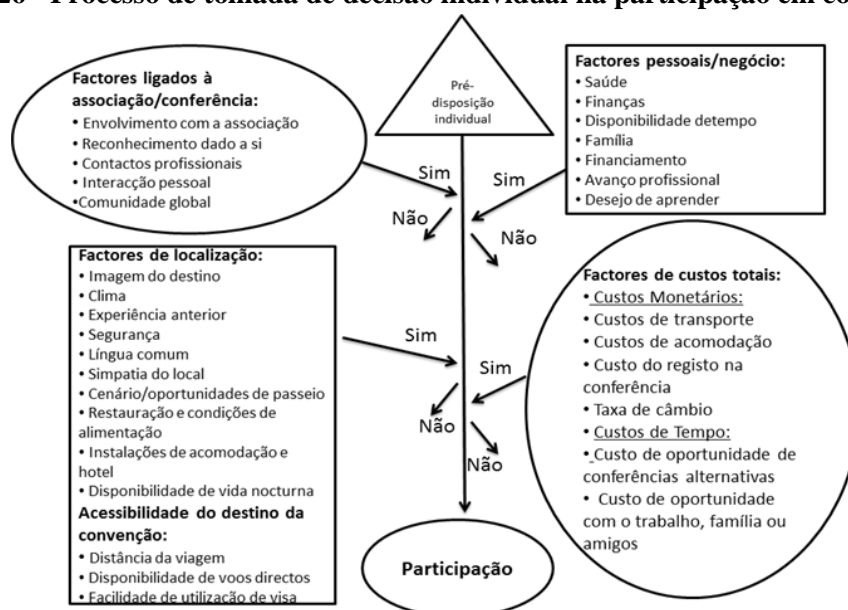 Processo de tomada de decisão individual na participação em
Factores ligados à
associação/conferência:
• Envolvimento com a associação
• Reconhecimento dado a si
• Contactos profissionais
• Interacção pessoal
•Comunidade global
Pré-
disposição
individual
Factores pessoais/negócio:
• Saúde
• Finanças
• Disponibilidade detempo
• Família
• Financiamento
• Avanço profissional
• Desejo de aprender
Sim
Sim
Não
Não
Factores de localização:
• Imagem do destino
• Clima
• Experiência anterior
• Segurança
• Língua comum
• Simpatia do local
• Cenário/oportunidades de passeio
• Restauração e condições de
alimentação
• Instalações de acomodação e
hotel
• Disponibilidade de vida nocturna
Acessibilidade do destino da
convenção:
• Distância da viagem
• Disponibilidade de voos directos
• Facilidade de utilização de visa
Factores de custos totais:
• Custos Monetários:
• Custos de transporte
• Custos de acomodação
• Custo do registo na
conferência
• Taxa de câmbio
• Custos de Tempo:
• Custo de oportunidade de
conferências alternativas
• Custo de oportunidade
com o trabalho, família ou
amigos
Sim
Sim
Não
Não
Participação